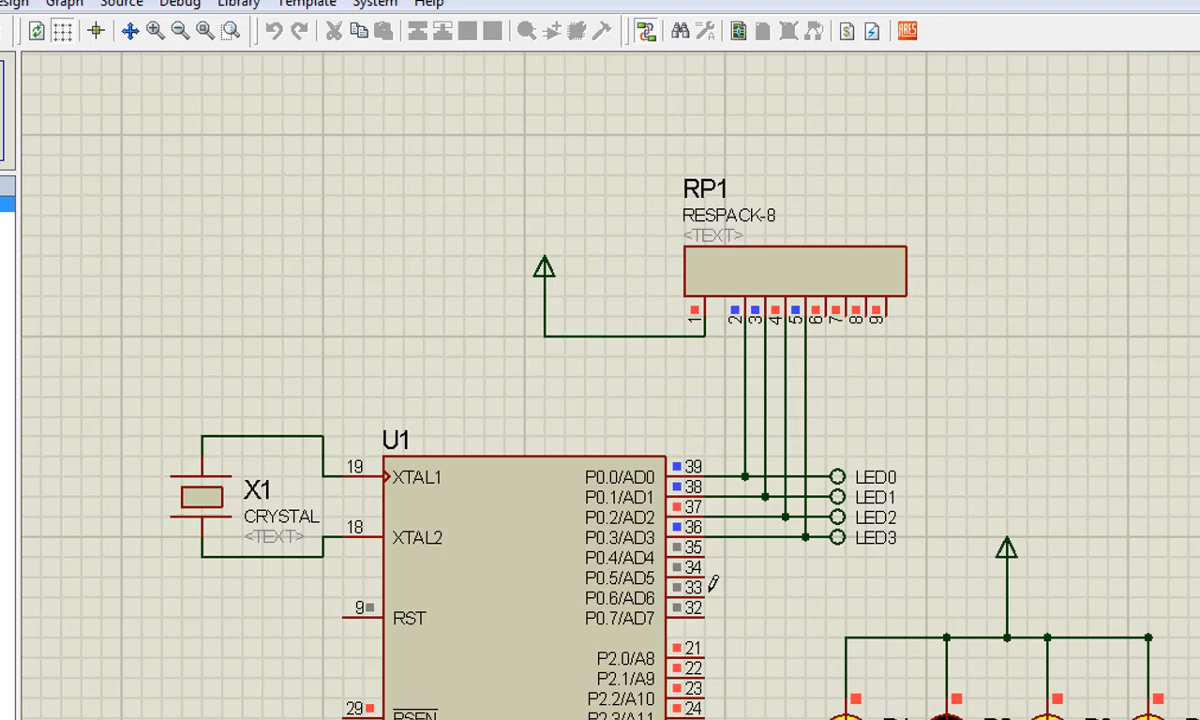 esign Graph Source Debug Library Template System Help
ARES
RP1
RESPACK-8
<TEXT>
1 2 3 4 5 6 7 8 9
U1
19 XTAL1
18 XTAL2
X1
CRYSTAL
<TEXT>
9 RST
29 PSEN
P0.0/AD0 39 LED0
P0.1/AD1 38 LED1
P0.2/AD2 37 LED2
P0.3/AD3 36 LED3
P0.4/AD4 35
P0.5/AD5 34
P0.6/AD6 33
P0.7/AD7 32
P2.0/A8 21
P2.1/A9 22
P2.2/A10 23
P2.3/A11 24